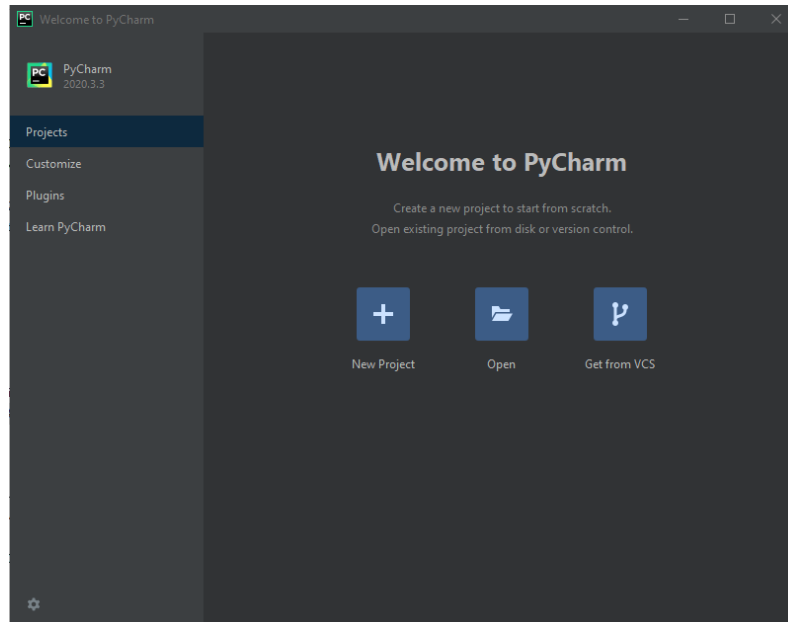 Welcome to PyCharm
PC
PyCharm
2020.3.3
Projects
Customize
Plugins
Learn PyCharm
Welcome to PyCharm
Create a new project to start from scratch.
Open existing project from disk or version control.
New Project
Open
Get from VCS